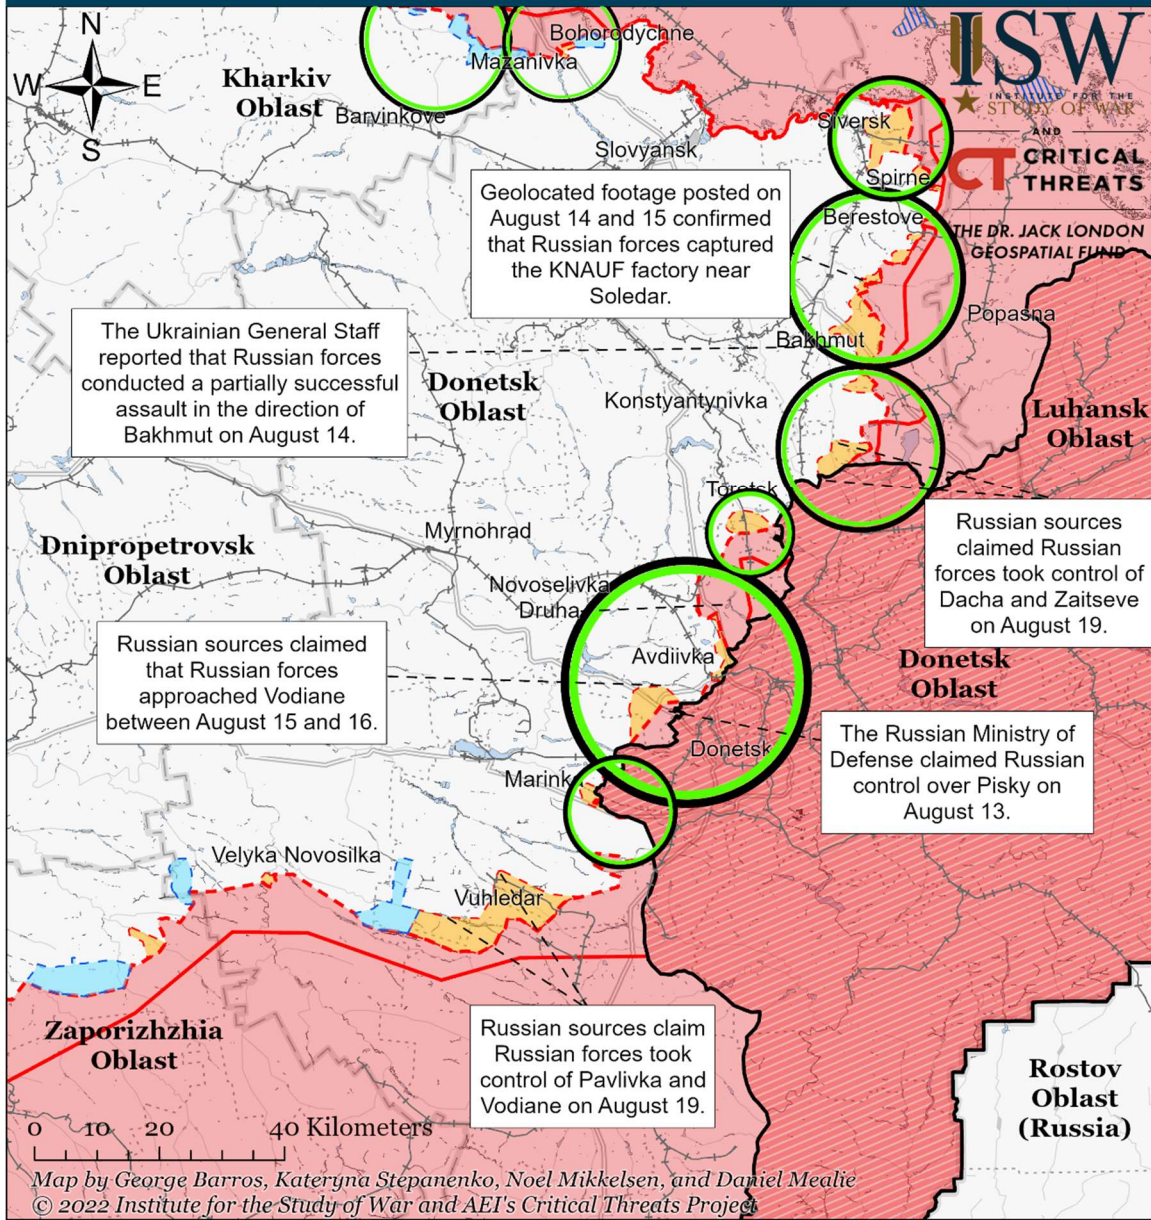 N
W
E
S
Kharkiv
Oblast
Barvinkove
Mazanivka
Bohorodychne
Slovyansk
Siversk
Spirne
Berestove
ISW
INSTITUTE FOR THE
STUDY OF WAR
AND
CT CRITICAL
THREATS
THE DR. JACK LONDON
GEOSPATIAL FUND
Geolocated footage posted on
August 14 and 15 confirmed
that Russian forces captured
the KNAUF factory near
Soledar.
Popasna
Bakhmut
The Ukrainian General Staff
reported that Russian forces
conducted a partially successful
assault in the direction of
Bakhmut on August 14.
Donetsk
Oblast
Konstyantynivka
Luhansk
Oblast
Toretsk
Myrnohrad
Dnipropetrovsk
Oblast
Novoselivka
Druha
Russian sources
claimed Russian
forces took control of
Dacha and Zaitseve
on August 19.
Russian sources claimed
that Russian forces
approached Vodiane
between August 15 and 16.
Avdiivka
Donetsk
Oblast
Donetsk
The Russian Ministry of
Defense claimed Russian
control over Pisky on
August 13.
Marink
Velyka Novosilka
Vuhledar
Zaporizhzhia
Oblast
Russian sources claim
Russian forces took
control of Pavlivka and
Vodiane on August 19.
Rostov
Oblast
(Russia)
0 10 20 40 Kilometers
Map by George Barros, Kateryna Stepanenko, Noel Mikkelsen, and Daniel Mealie
© 2022 Institute for the Study of War and AEI's Critical Threats Project